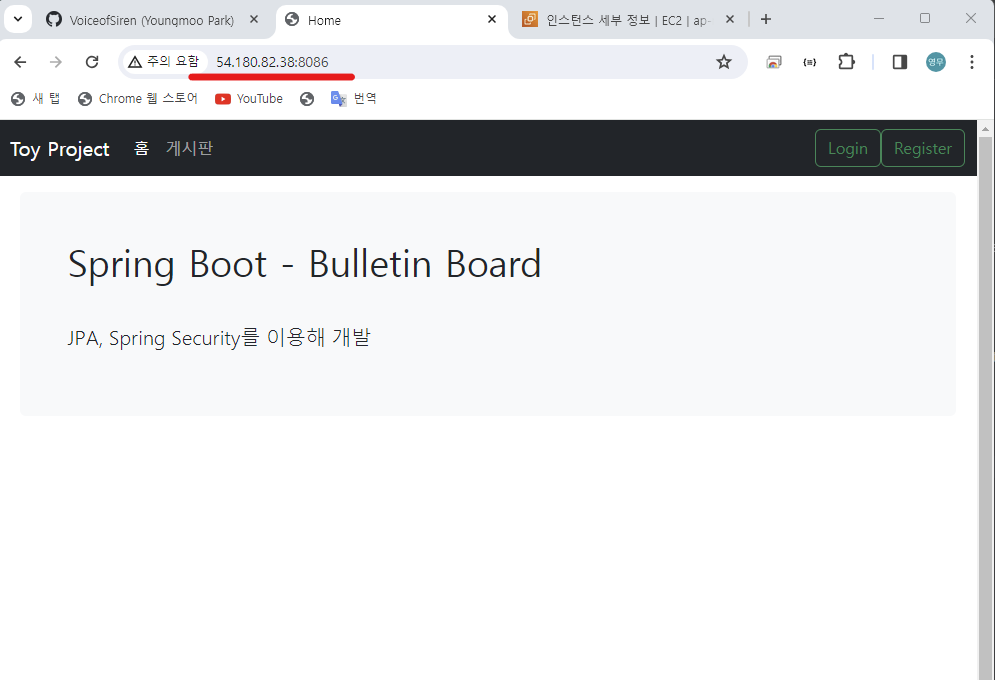 VoiceofSiren (Youngmoo Park)
Home
인스턴스 세부 정보 | EC2 | ap-
주의 요함
54.180.82.38:8086
영무
새 탭
Chrome 웹 스토어
YouTube
번역
Toy Project
홈
게시판
Login
Register
Spring Boot - Bulletin Board
JPA, Spring Security를 이용해 개발